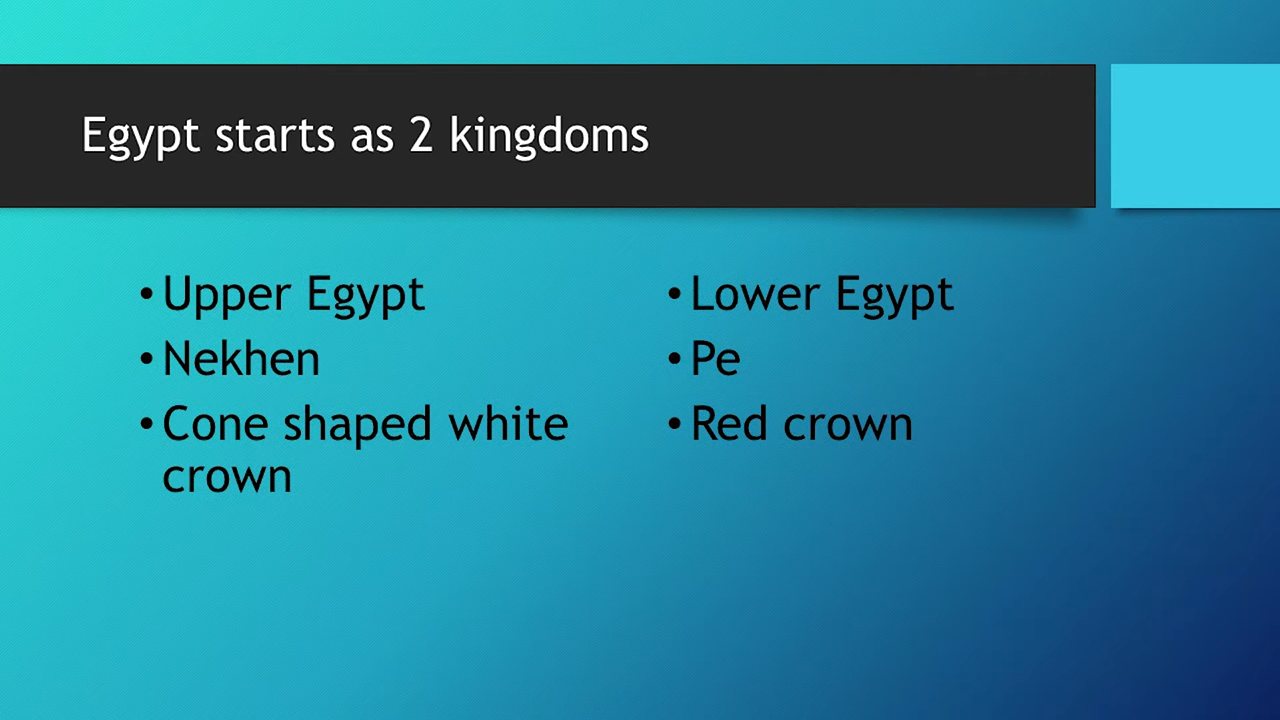 Egypt starts as 2 kingdoms
• Upper Egypt
• Nekhen
• Cone shaped white
crown
• Lower Egypt
• Pe
• Red crown